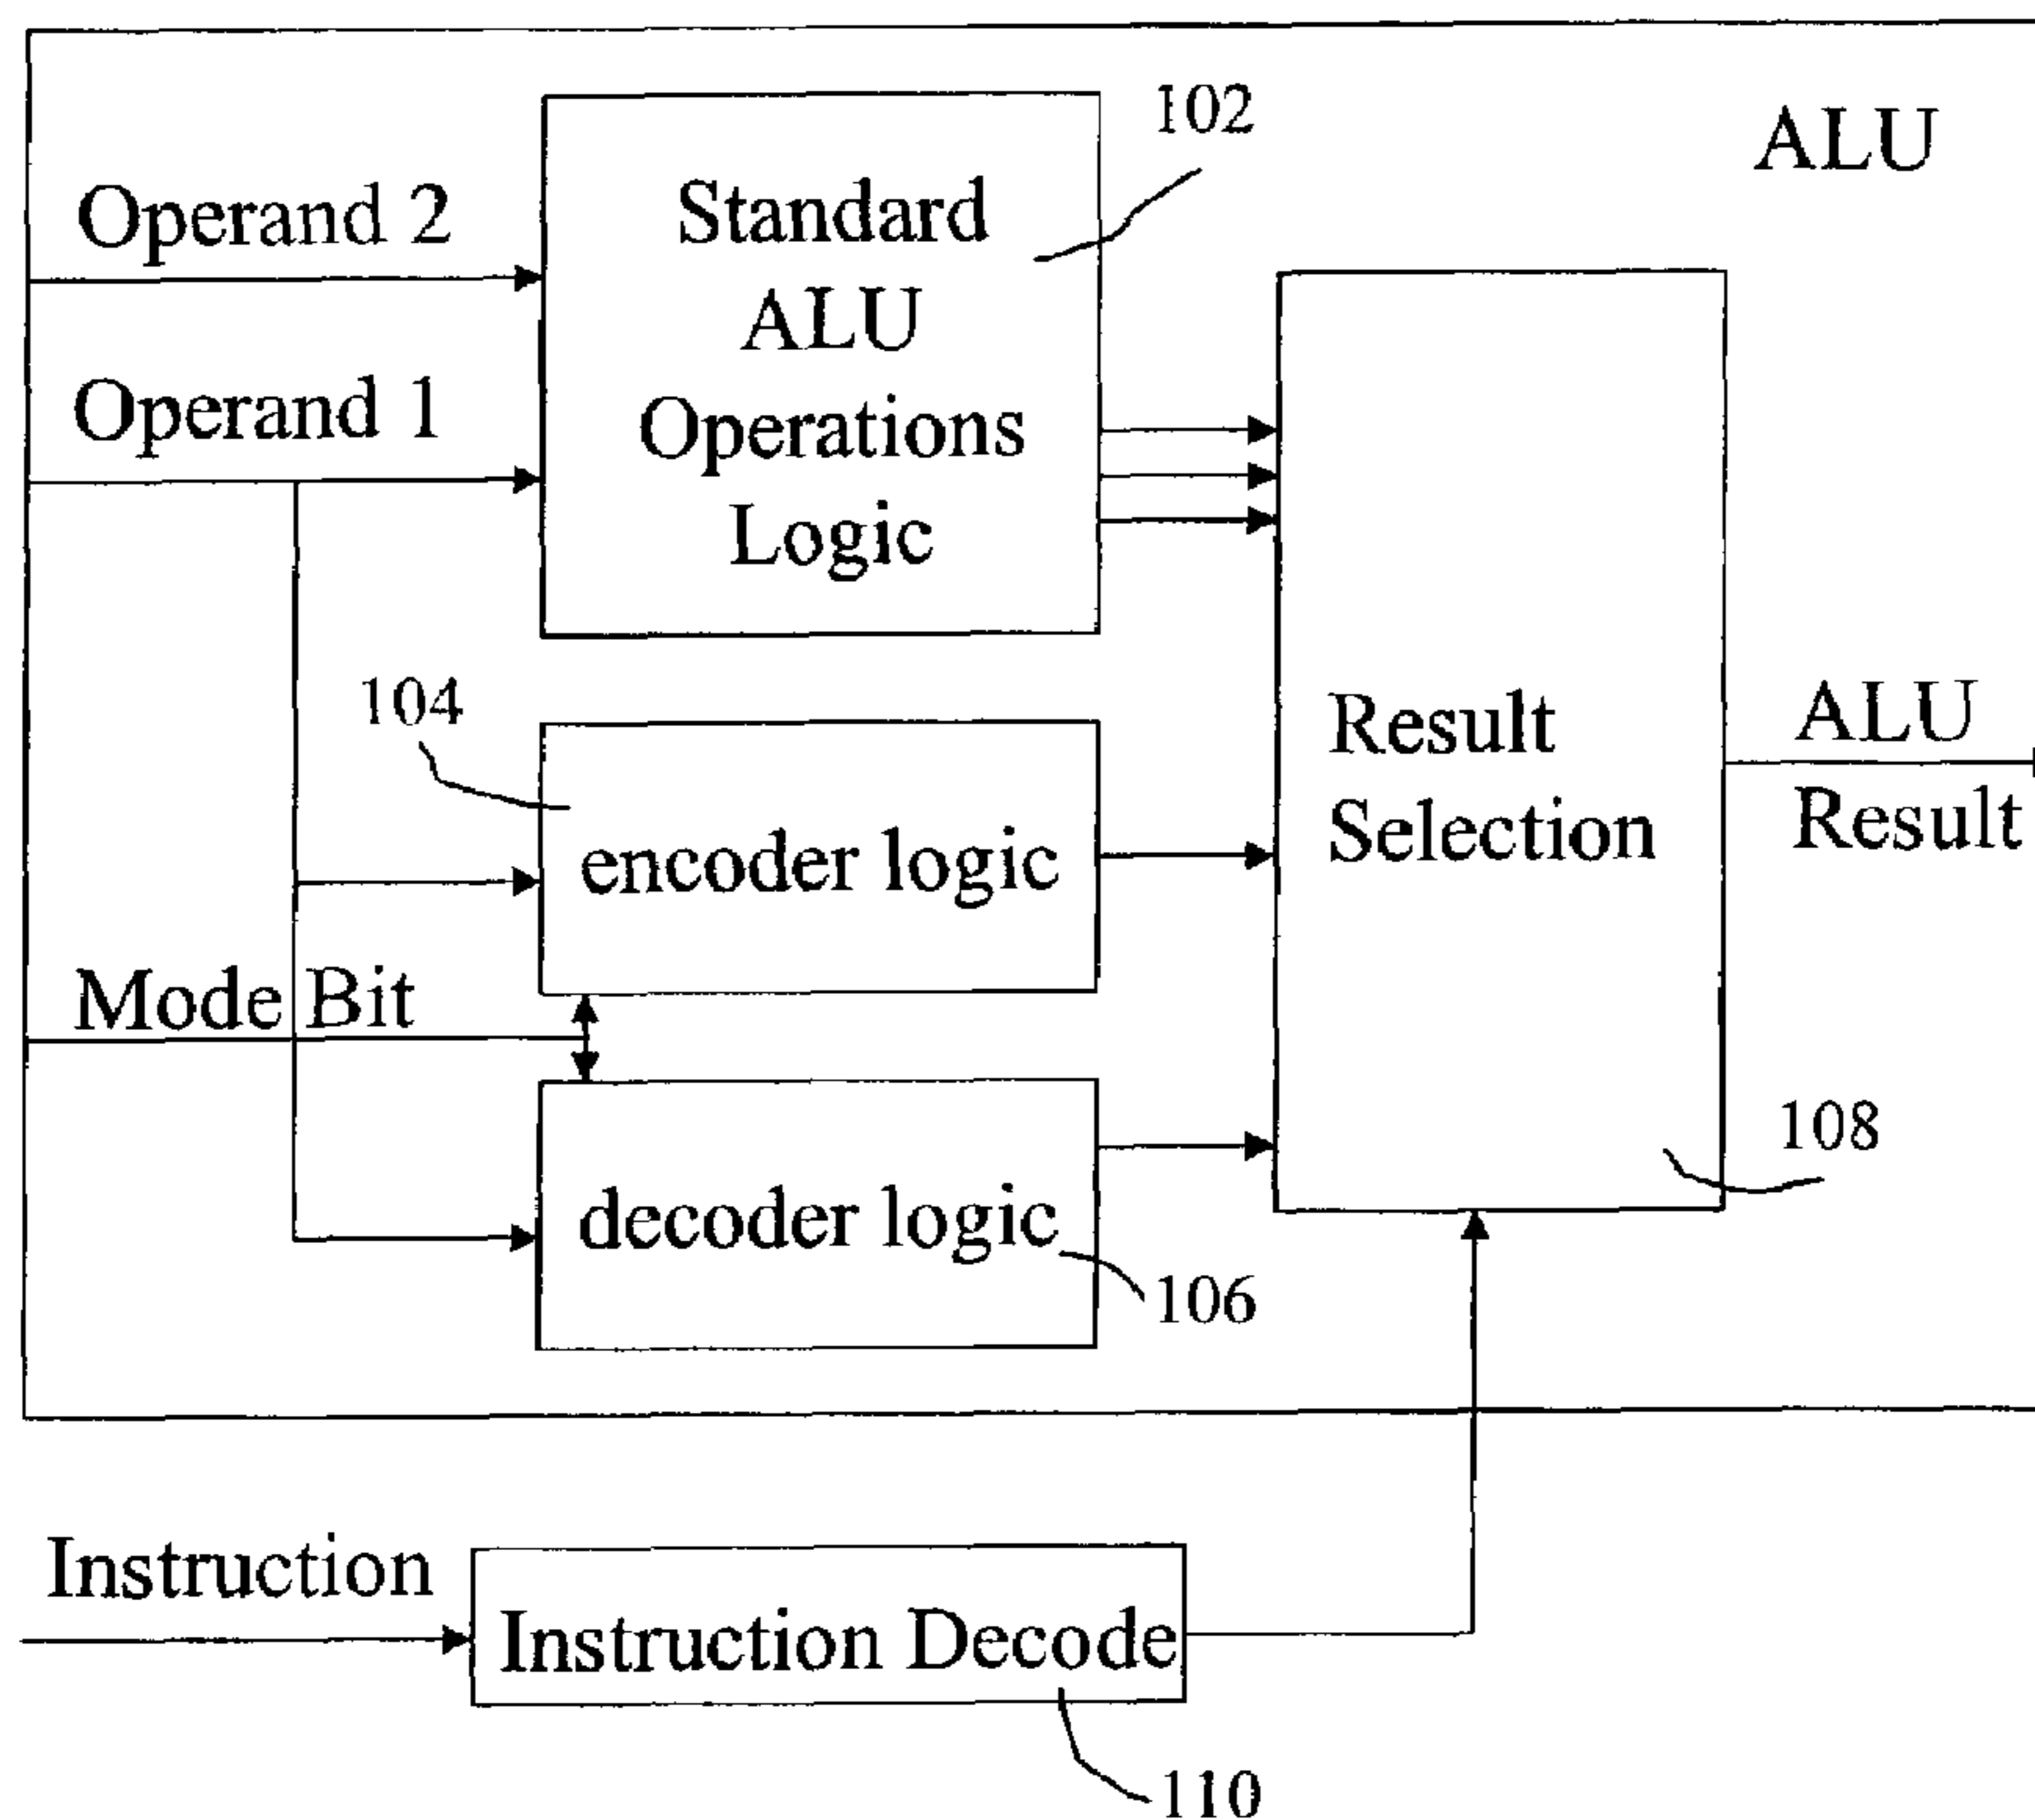 102
ALU
Operand 2
Standard
ALU
Operations
Logic
Operand 1
104
encoder logic
Result
Selection
ALU
Result
Mode Bit
108
decoder logic
106
Instruction
Instruction Decode
110